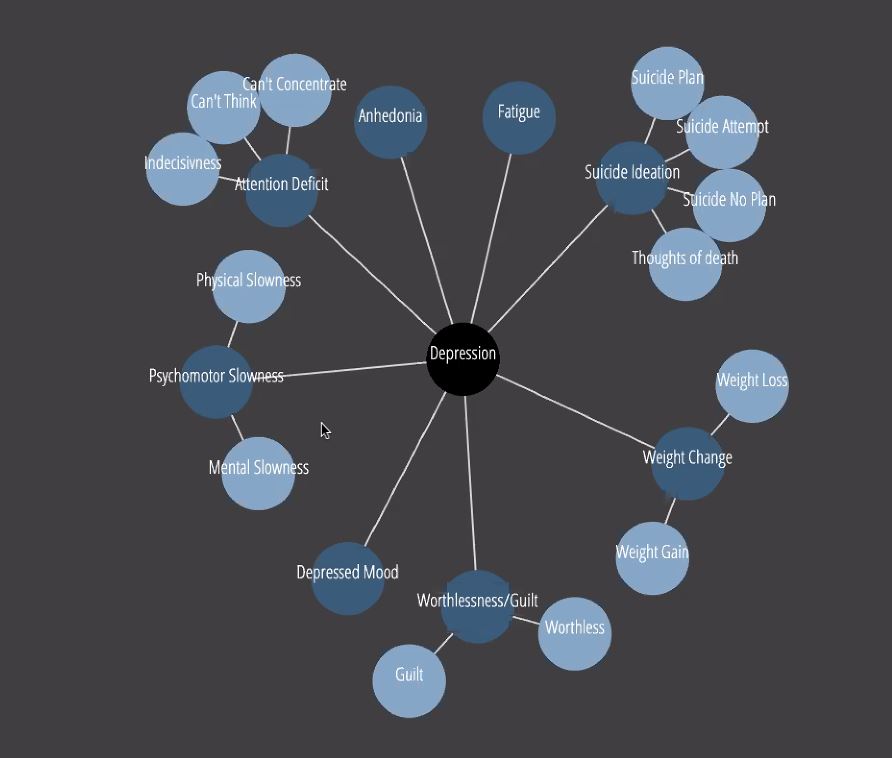 Suicide Plan
Can't Concentrate
Can't Think
Anhedonia
Fatigue
Suicide Attempt
Indecisivness
Attention Deficit
Suicide Ideation
Suicide No Plan
Thoughts of death
Physical Slowness
Depression
Psychomotor Slowness
Weight Loss
Weight Change
Mental Slowness
Weight Gain
Depressed Mood
Worthlessness/Guilt
Worthless
Guilt